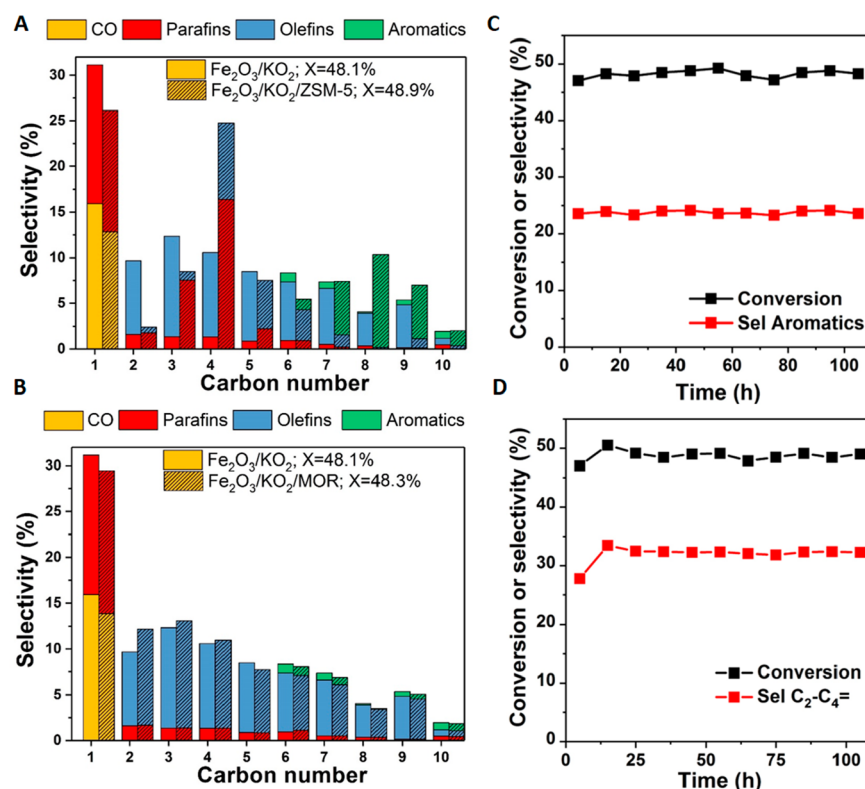 A
CO Parafins Olefins Aromatics
Fe₂O₃/KO₂; X=48.1%
Fe₂O₃/KO₂/ZSM-5; X=48.9%
30
25
20
15
10
5
0
Selectivity (%)
1 2 3 4 5 6 7 8 9 10
Carbon number
B
CO Parafins Olefins Aromatics
Fe₂O₃/KO₂; X=48.1%
Fe₂O₃/KO₂/MOR; X=48.3%
30
25
20
15
10
5
0
Selectivity (%)
1 2 3 4 5 6 7 8 9 10
Carbon number
C
50
40
30
20
10
0
Conversion or selectivity (%)
Conversion
Sel Aromatics
0 20 40 60 80 100
Time (h)
D
50
40
30
20
10
0
Conversion or selectivity (%)
Conversion
Sel C₂-C₄=
0 25 50 75 100
Time (h)